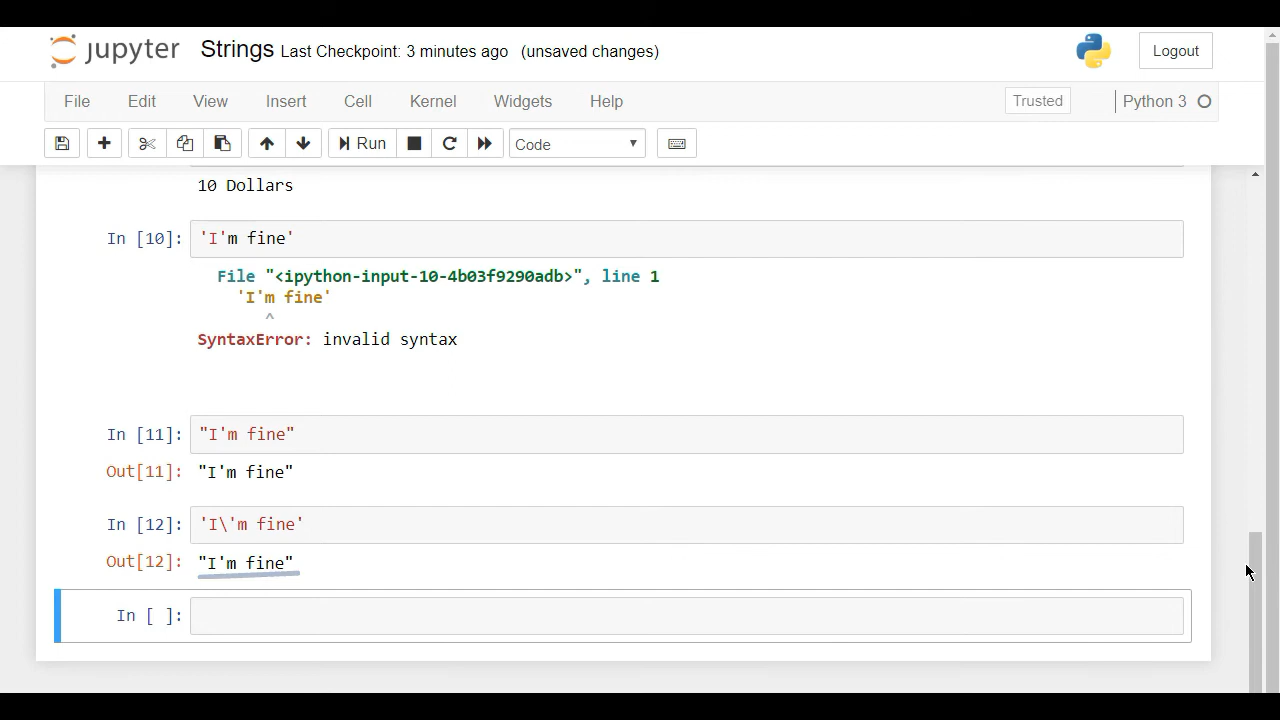 jupyter Strings Last Checkpoint: 3 minutes ago (unsaved changes)
Logout
File Edit View Insert Cell Kernel Widgets Help
Trusted Python 3
Run Code
10 Dollars
In [10]: 'I'm fine'
File "<ipython-input-10-4b03f9290adb>", line 1
'I'm fine'
^
SyntaxError: invalid syntax
In [11]: "I'm fine"
Out[11]: "I'm fine"
In [12]: 'I\'m fine'
Out[12]: "I'm fine"
In [ ]: